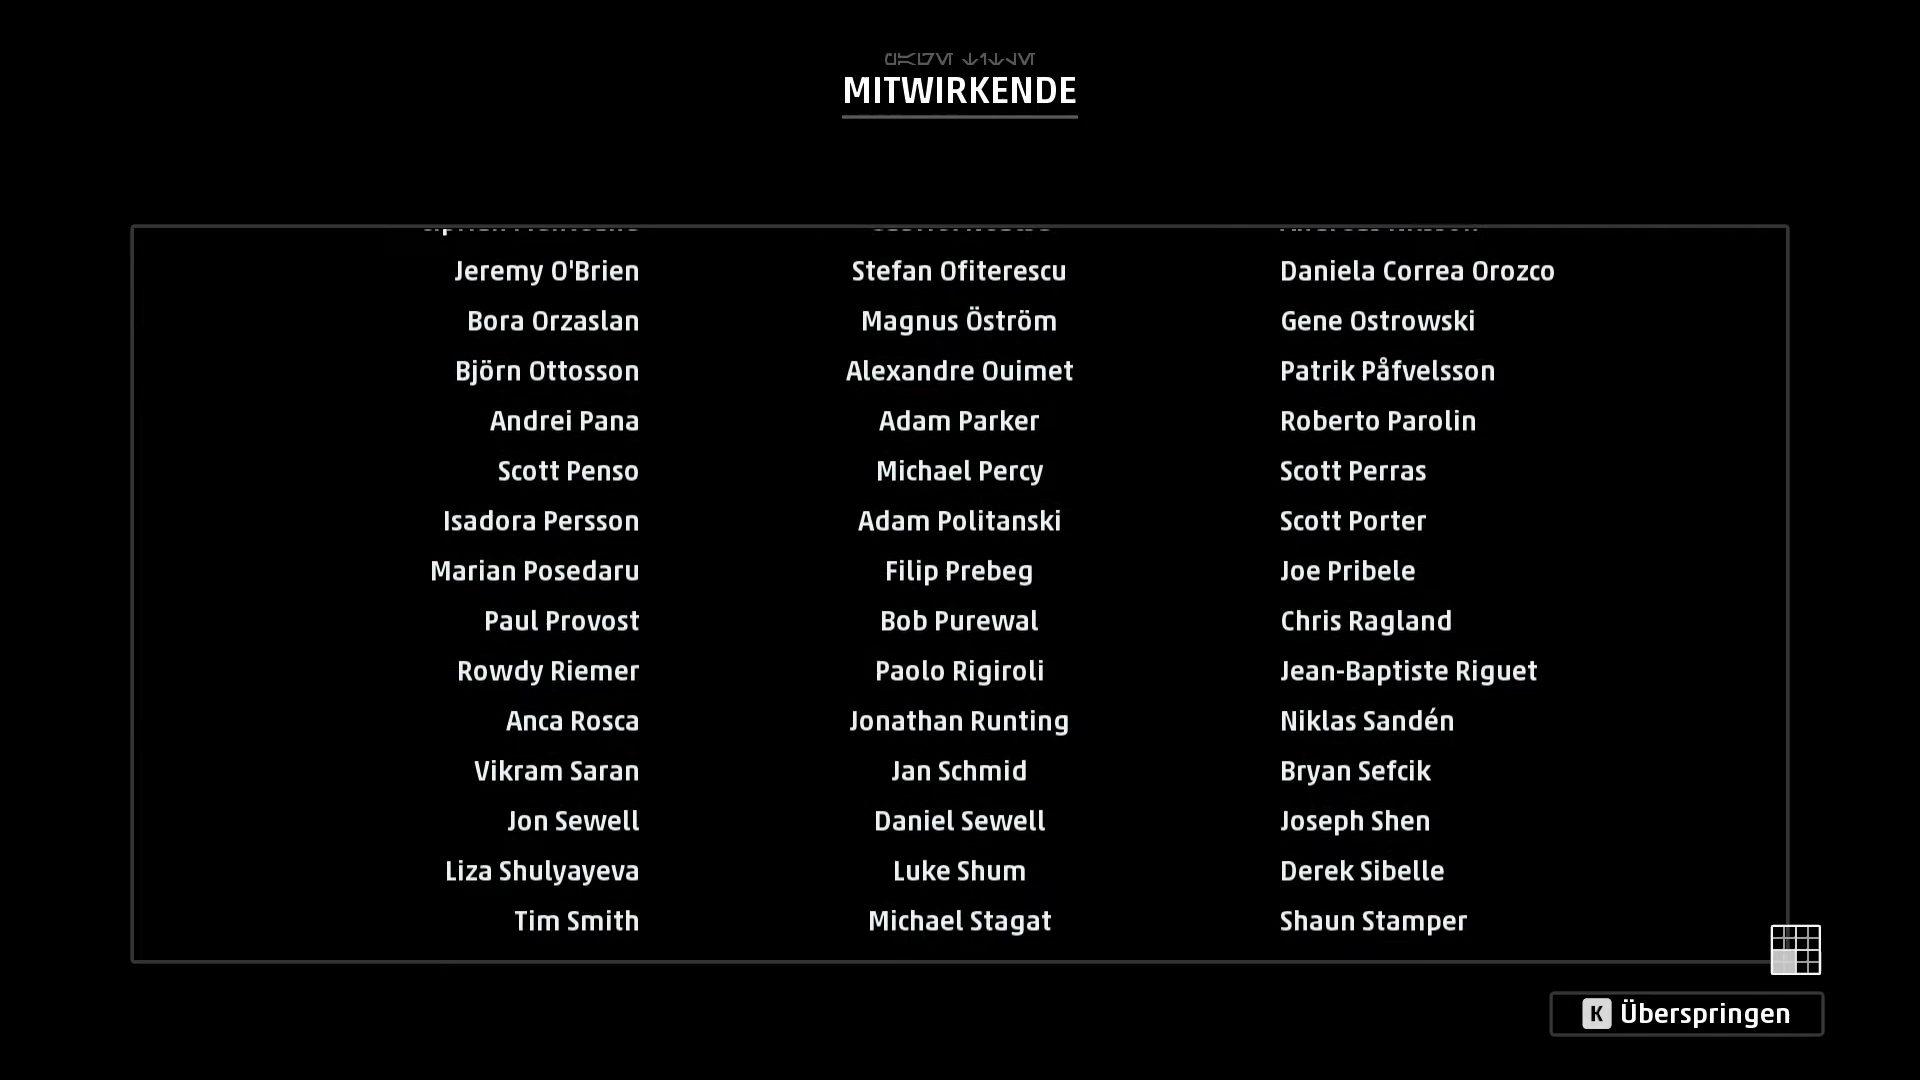 MITWIRKENDE
Jeremy O'Brien Stefan Ofiterescu Daniela Correa Orozco
Bora Orzaslan Magnus Öström Gene Ostrowski
Björn Ottosson Alexandre Ouimet Patrik Påfvelsson
Andrei Pana Adam Parker Roberto Parolin
Scott Penso Michael Percy Scott Perras
Isadora Persson Adam Politanski Scott Porter
Marian Posedaru Filip Prebeg Joe Pribele
Paul Provost Bob Purewal Chris Ragland
Rowdy Riemer Paolo Rigiroli Jean-Baptiste Riguet
Anca Rosca Jonathan Runting Niklas Sandén
Vikram Saran Jan Schmid Bryan Sefcik
Jon Sewell Daniel Sewell Joseph Shen
Liza Shulyayeva Luke Shum Derek Sibelle
Tim Smith Michael Stagat Shaun Stamper
K Überspringen